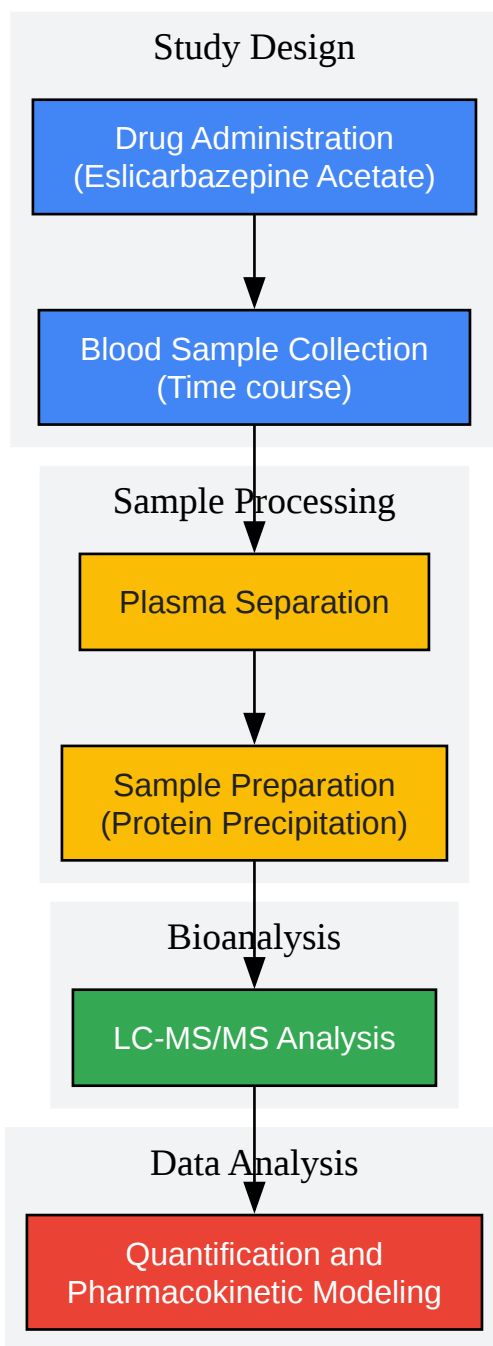 Study Design
Drug Administration
(Eslicarbazepine Acetate)
Blood Sample Collection
(Time course)
Sample Processing
Plasma Separation
Sample Preparation
(Protein Precipitation)
Bioanalysis
LC-MS/MS Analysis
Data Analysis
Quantification and
Pharmacokinetic Modeling